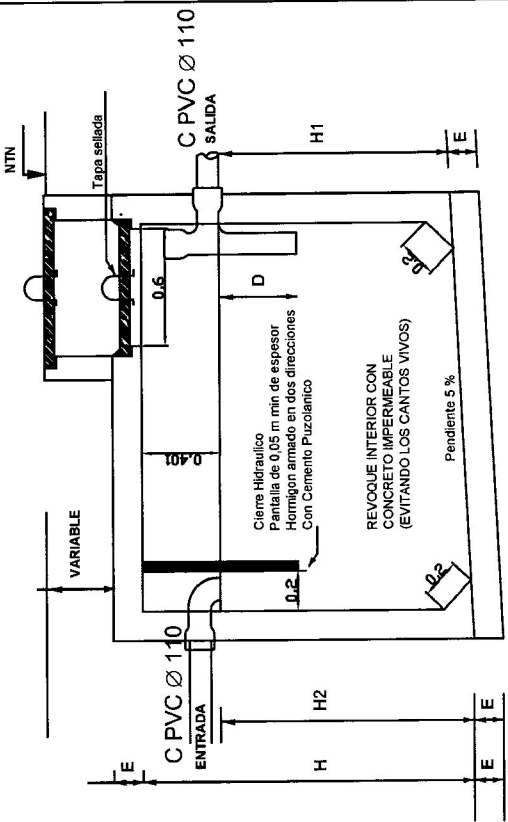 NTN
Tapa sellada
C PVC Ø 110
SALIDA
VARIABLE
0.6
0.401
D
H1
E
Cierre Hidraulico
Pantalla de 0,05 m min de espesor
Hormigon armado en dos direcciones
Con Cemento Puzolanico
0.2
C PVC Ø 110
ENTRADA
REVOQUE INTERIOR CON
CONCRETO IMPERMEABLE
(EVITANDO LOS CANTOS VIVOS)
0.2
0.2
Pendiente 5 %
E
H2
H
E
E